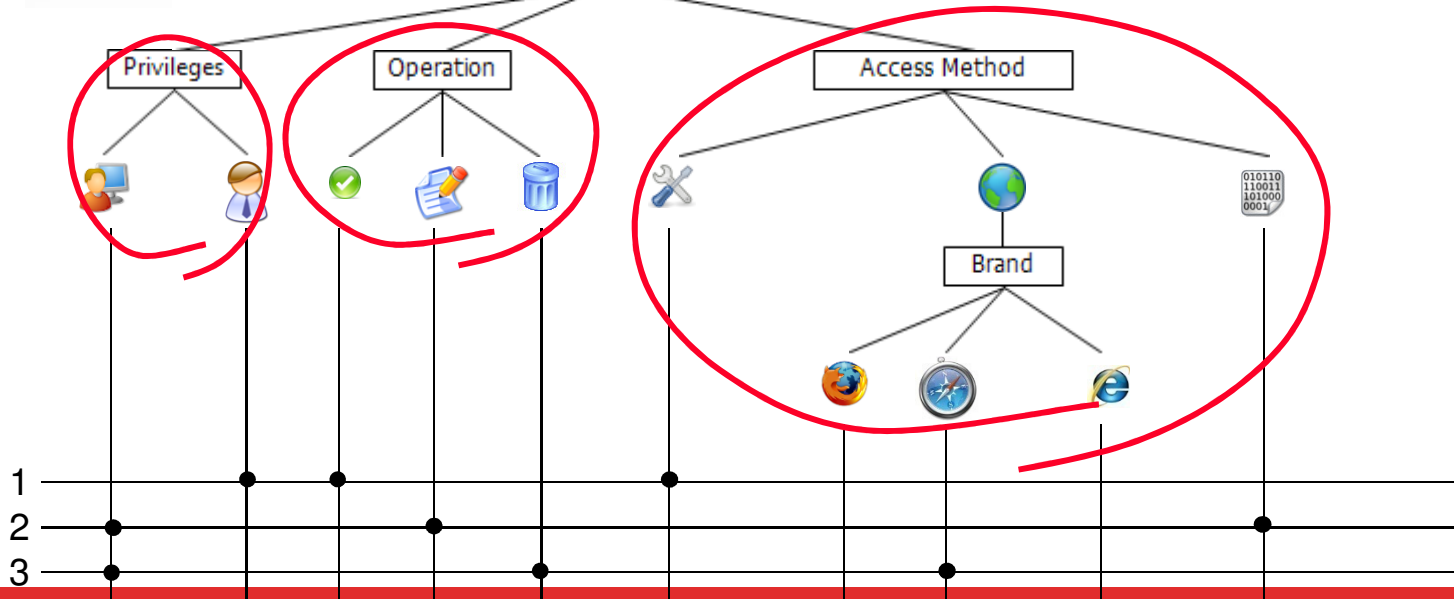 Privileges
Operation
Access Method
010110
110011
101000
0001
Brand
1
2
3